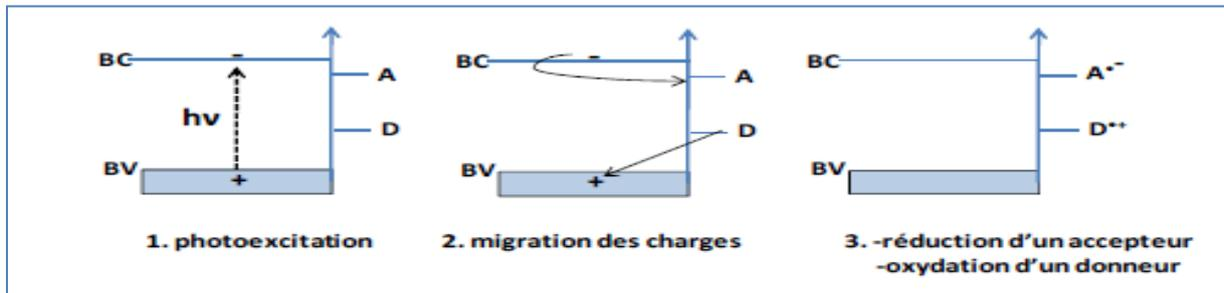 BC
-
A
hν
D
BV
+
1. photoexcitation
BC
-
A
D
BV
+
2. migration des charges
BC
A•-
D•+
BV
3. -réduction d'un accepteur
-oxydation d'un donneur